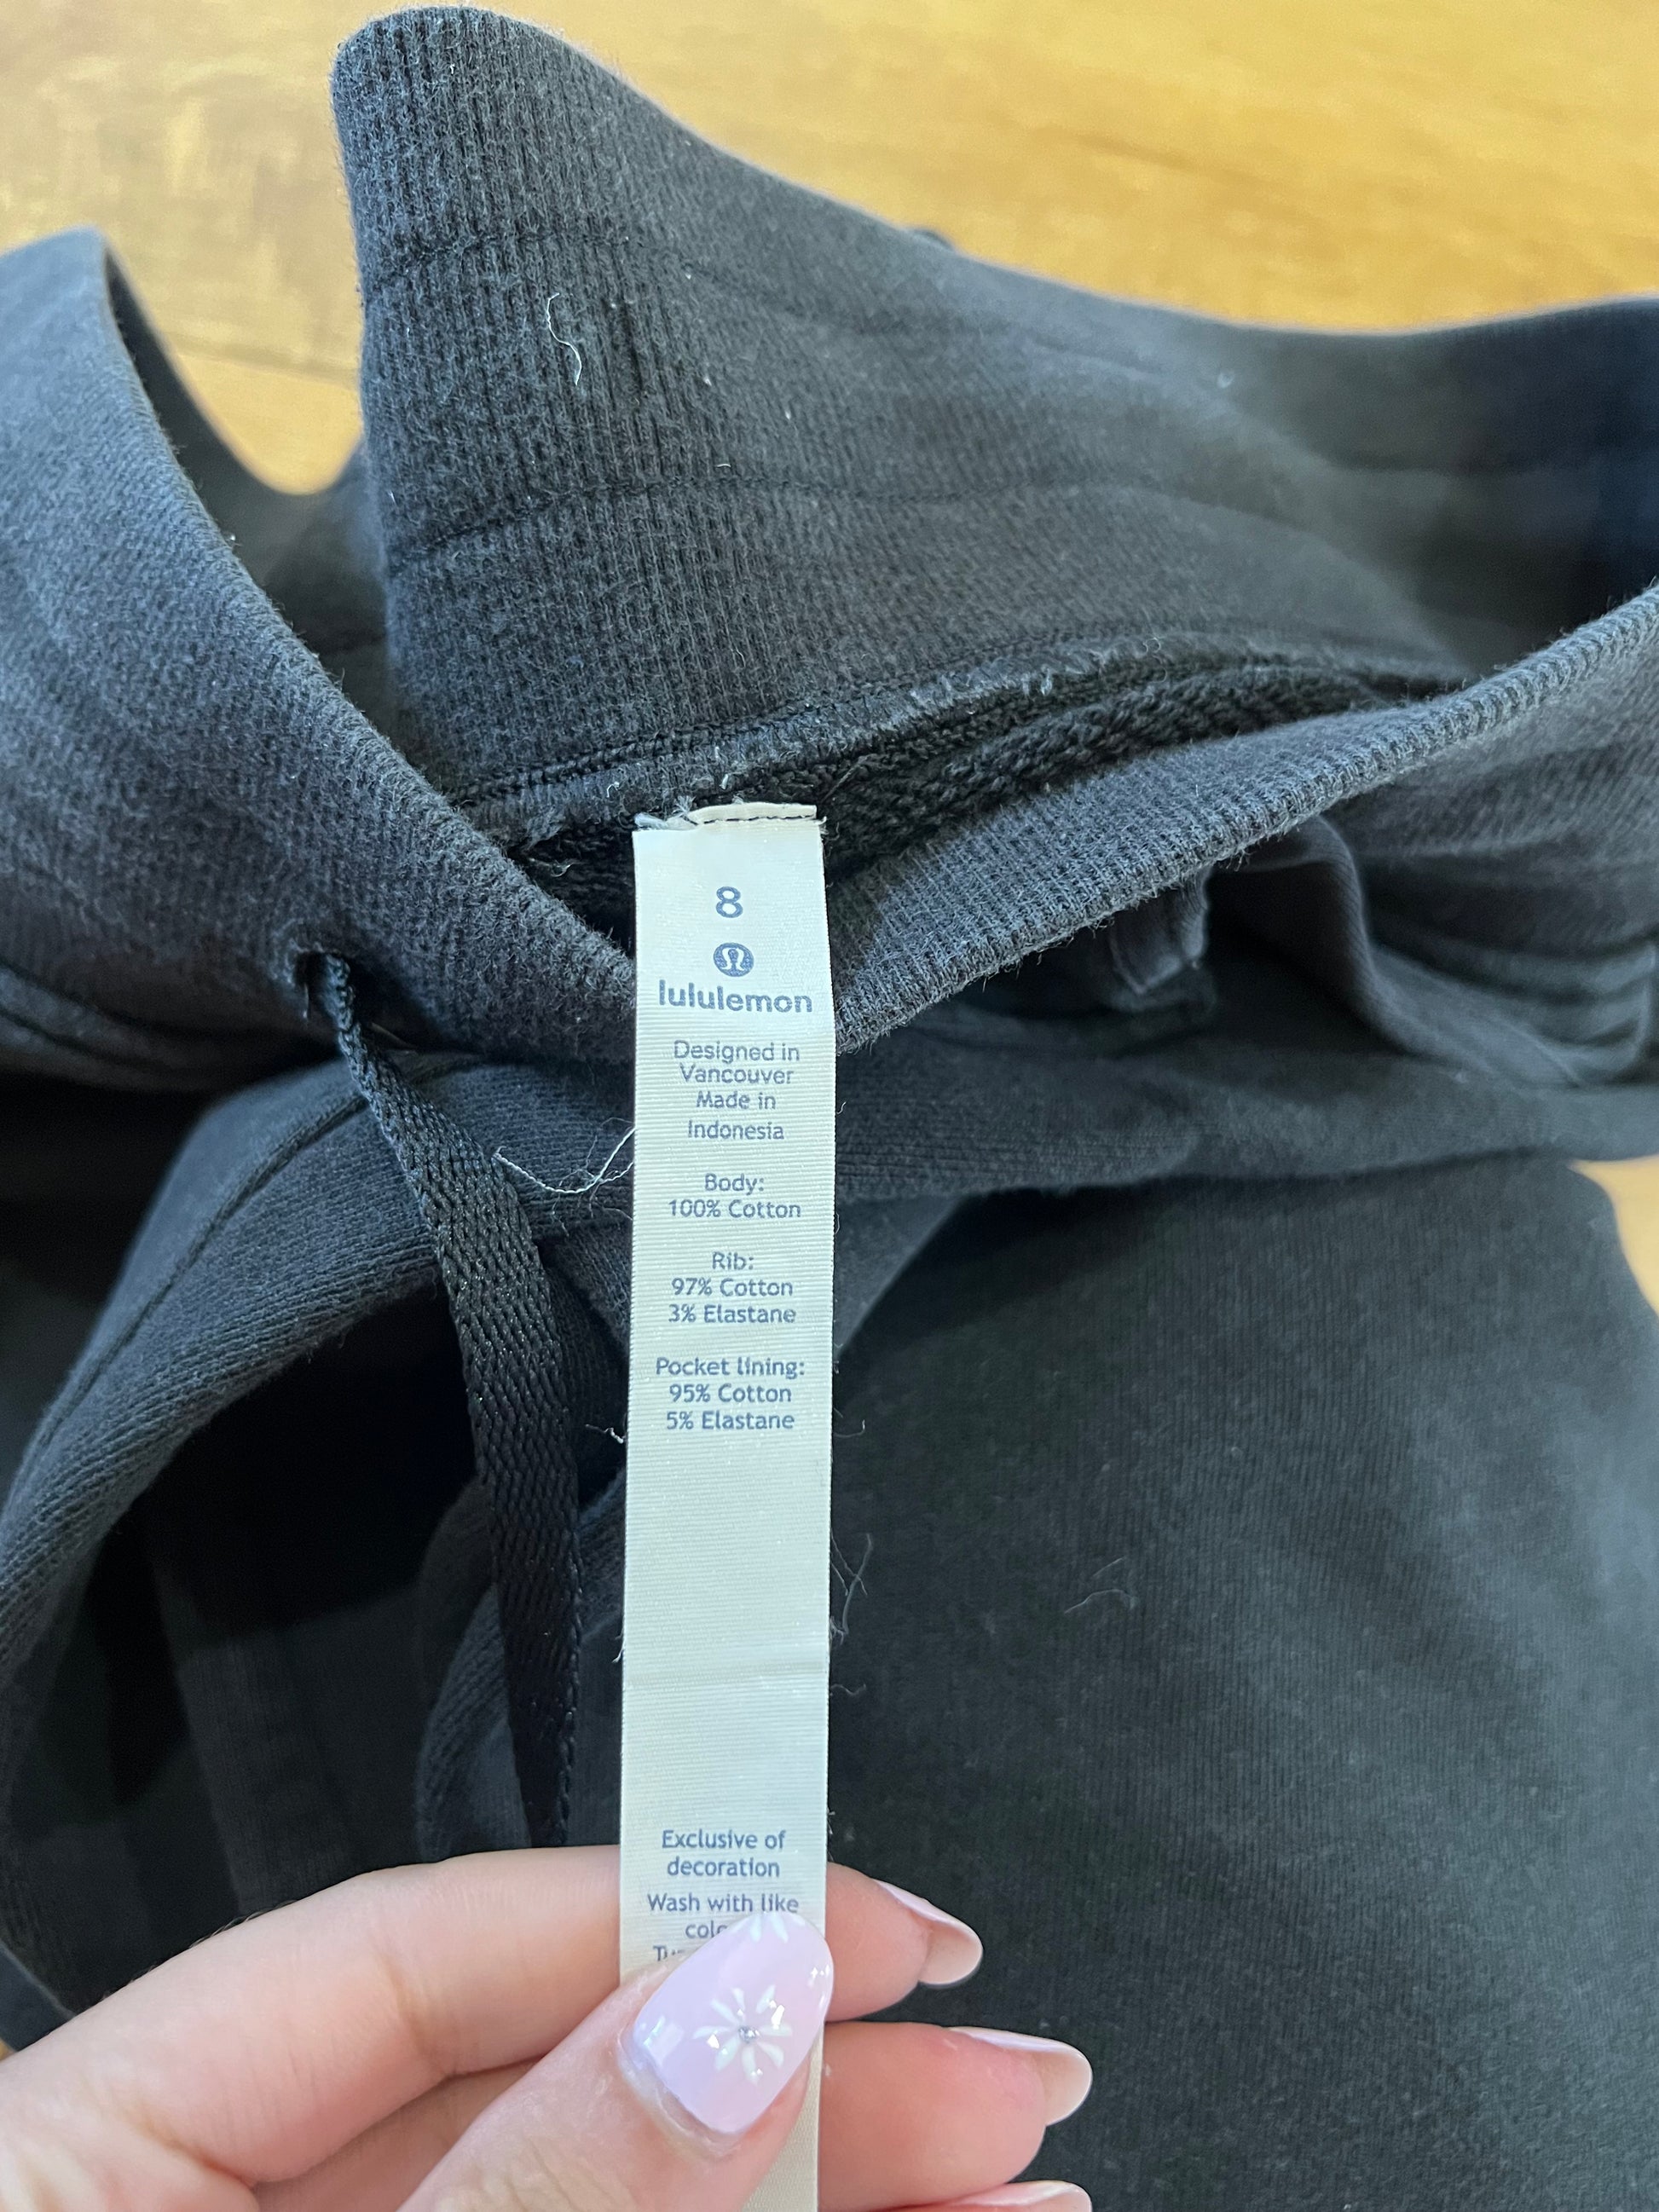 8
lululemon
Designed in
Vancouver
Made in
Indonesia
Body:
100% Cotton
Rib:
97% Cotton
3% Elastane
Pocket lining:
95% Cotton
5% Elastane
Exclusive of
decoration
Wash with like